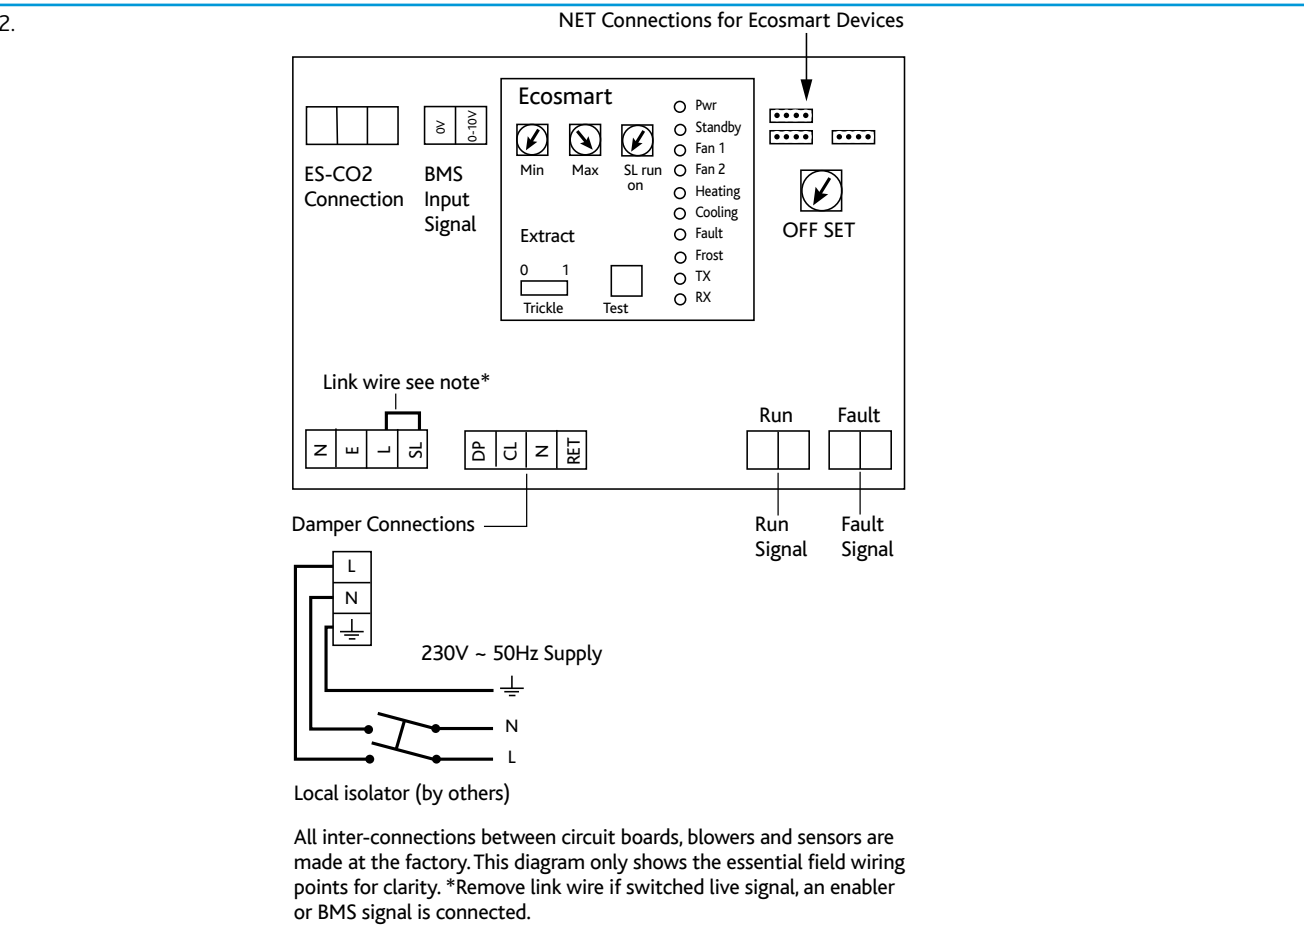 2.
NET Connections for Ecosmart Devices
0V
0-10V
ES-CO2
Connection
BMS
Input
Signal
Ecosmart
Min
Max
SL run
on
Extract
0
1
Trickle
Test
Pwr
Standby
Fan 1
Fan 2
Heating
Cooling
Fault
Frost
TX
RX
OFF SET
Link wire see note*
N
E
L
SL
DP
CL
N
RET
Run
Fault
Damper Connections
Run
Signal
Fault
Signal
L
N
230V ~ 50Hz Supply
N
L
Local isolator (by others)
All inter-connections between circuit boards, blowers and sensors are
made at the factory. This diagram only shows the essential field wiring
points for clarity. *Remove link wire if switched live signal, an enabler
or BMS signal is connected.